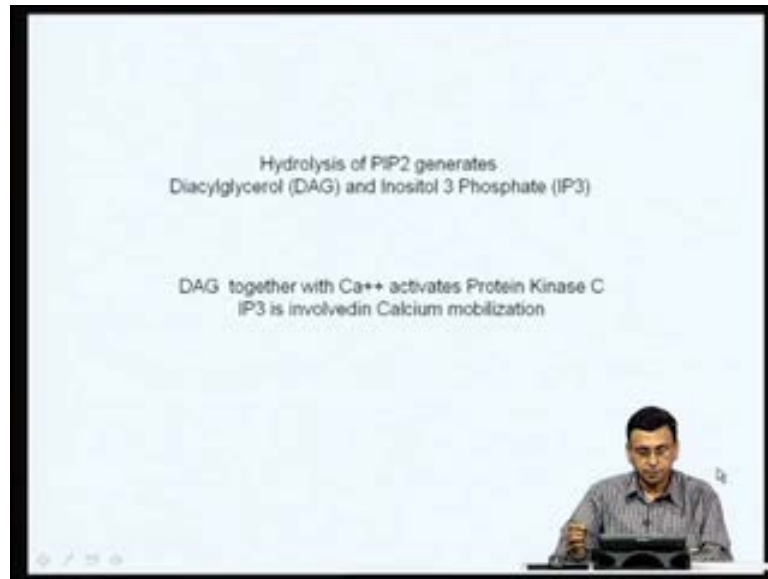 Hydrolysis of PIP2 generates
Diacylglycerol (DAG) and Inositol 3 Phosphate (IP3)
DAG together with Ca++ activates Protein Kinase C
IP3 is involvedin Calcium mobilization